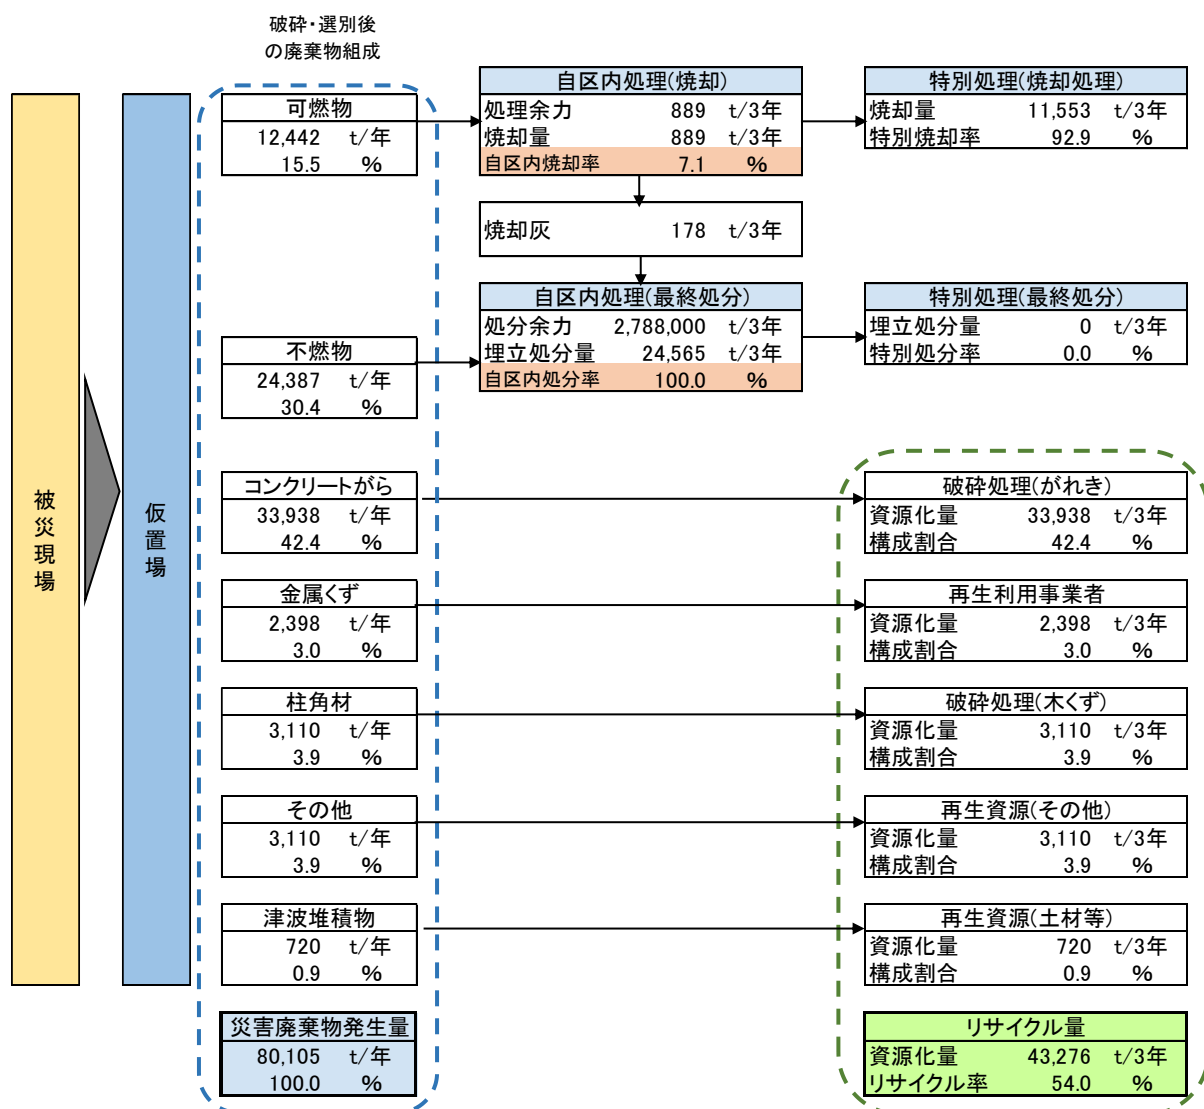 破砕・選別後
の廃棄物組成
被災現場
仮置場
可燃物
12,442 t/年
15.5 %
自区内処理(焼却)
処理余力 889 t/3年
焼却量 889 t/3年
自区内焼却率 7.1 %
特別処理(焼却処理)
焼却量 11,553 t/3年
特別焼却率 92.9 %
焼却灰 178 t/3年
自区内処理(最終処分)
処分余力 2,788,000 t/3年
埋立処分量 24,565 t/3年
自区内処分率 100.0 %
特別処理(最終処分)
埋立処分量 0 t/3年
特別処分率 0.0 %
不燃物
24,387 t/年
30.4 %
コンクリートがら
33,938 t/年
42.4 %
破砕処理(がれき)
資源化量 33,938 t/3年
構成割合 42.4 %
金属くず
2,398 t/年
3.0 %
再生利用事業者
資源化量 2,398 t/3年
構成割合 3.0 %
柱角材
3,110 t/年
3.9 %
破砕処理(木くず)
資源化量 3,110 t/3年
構成割合 3.9 %
その他
3,110 t/年
3.9 %
再生資源(その他)
資源化量 3,110 t/3年
構成割合 3.9 %
津波堆積物
720 t/年
0.9 %
再生資源(土材等)
資源化量 720 t/3年
構成割合 0.9 %
災害廃棄物発生量
80,105 t/年
100.0 %
リサイクル量
資源化量 43,276 t/3年
リサイクル率 54.0 %